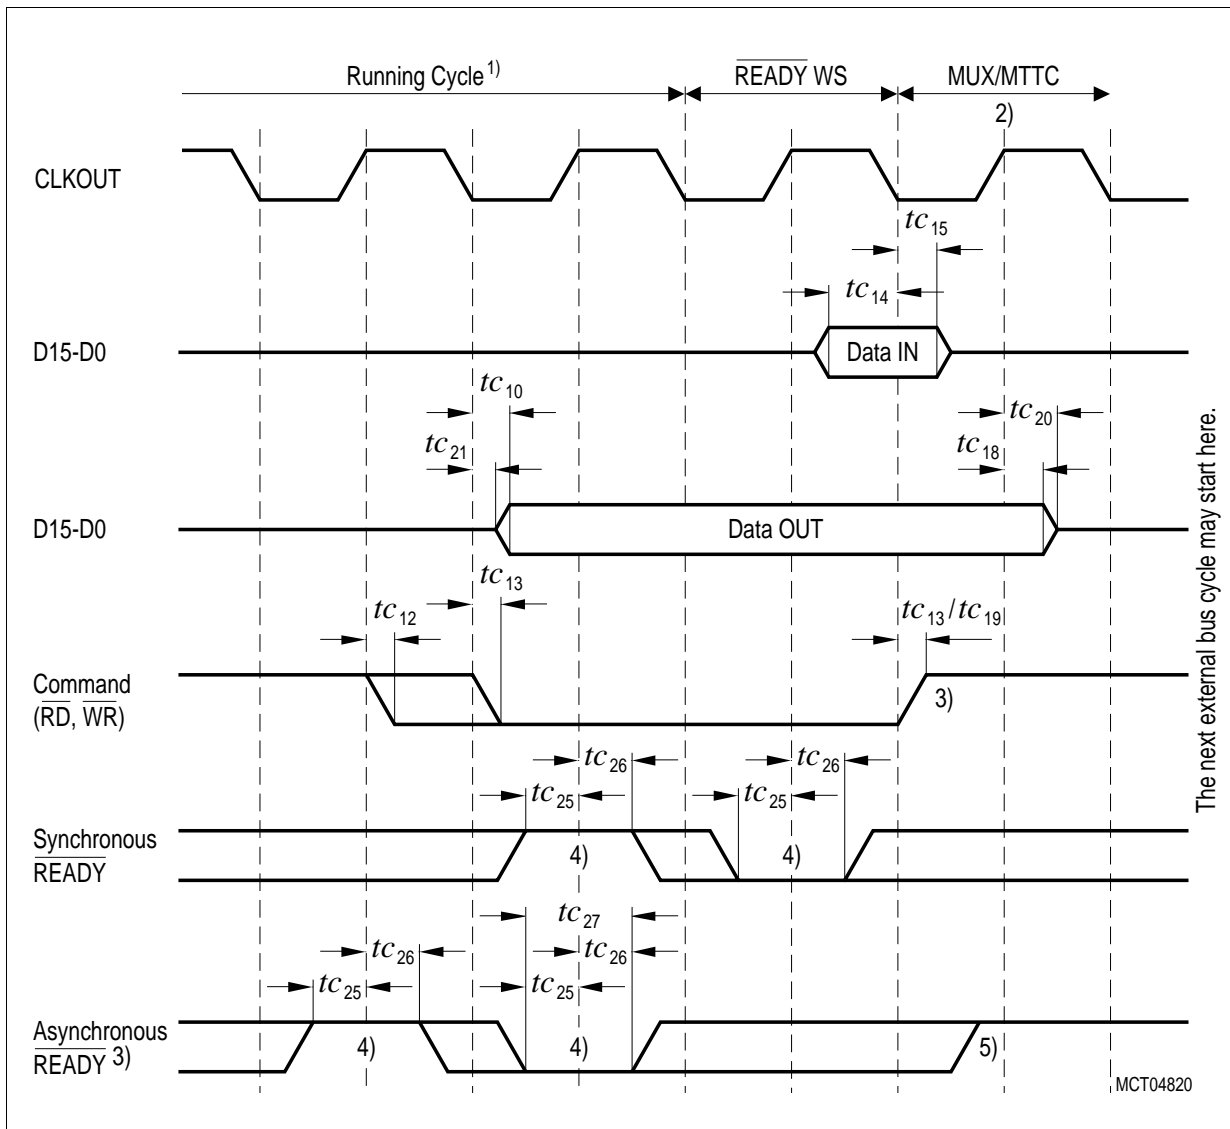 Running Cycle 1)
READY WS
MUX/MTTC
2)
CLKOUT
tc15
tc14
D15-D0
Data IN
tc10
tc20
tc21
tc18
D15-D0
Data OUT
tc13
tc12
tc13/tc19
Command
(RD, WR)
3)
tc26
tc26
tc25
tc25
Synchronous
READY
4)
4)
tc27
tc26
tc26
tc25
tc25
Asynchronous
READY 3)
4)
4)
5)
MCT04820
The next external bus cycle may start here.